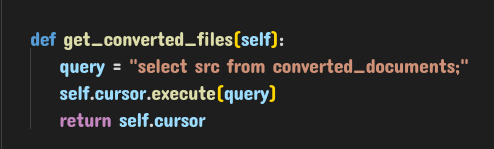 def get_converted_files(self):
query = "select src from converted_documents;"
self.cursor.execute(query)
return self.cursor